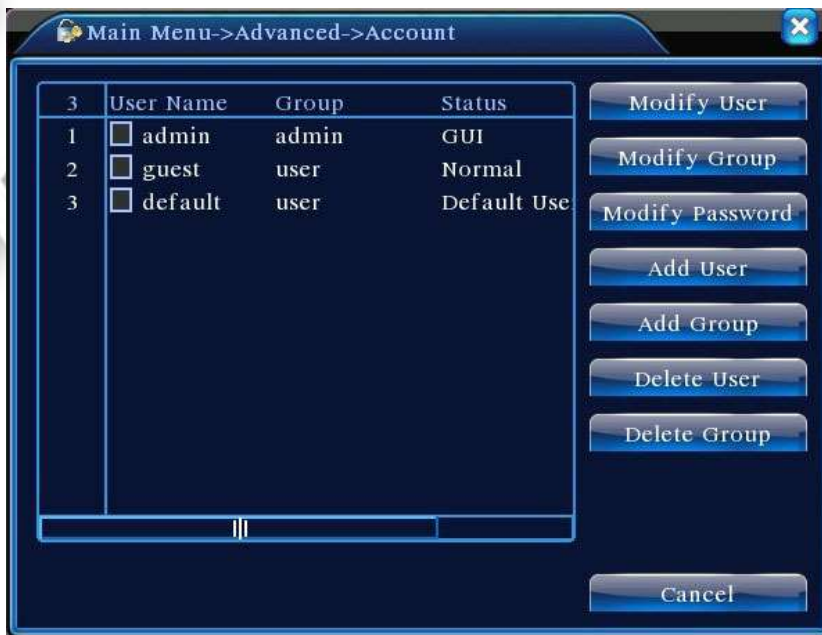 Main Menu->Advanced->Account
3 User Name Group Status
1 admin admin GUI
2 guest user Normal
3 default user Default Use
Modify User
Modify Group
Modify Password
Add User
Add Group
Delete User
Delete Group
Cancel